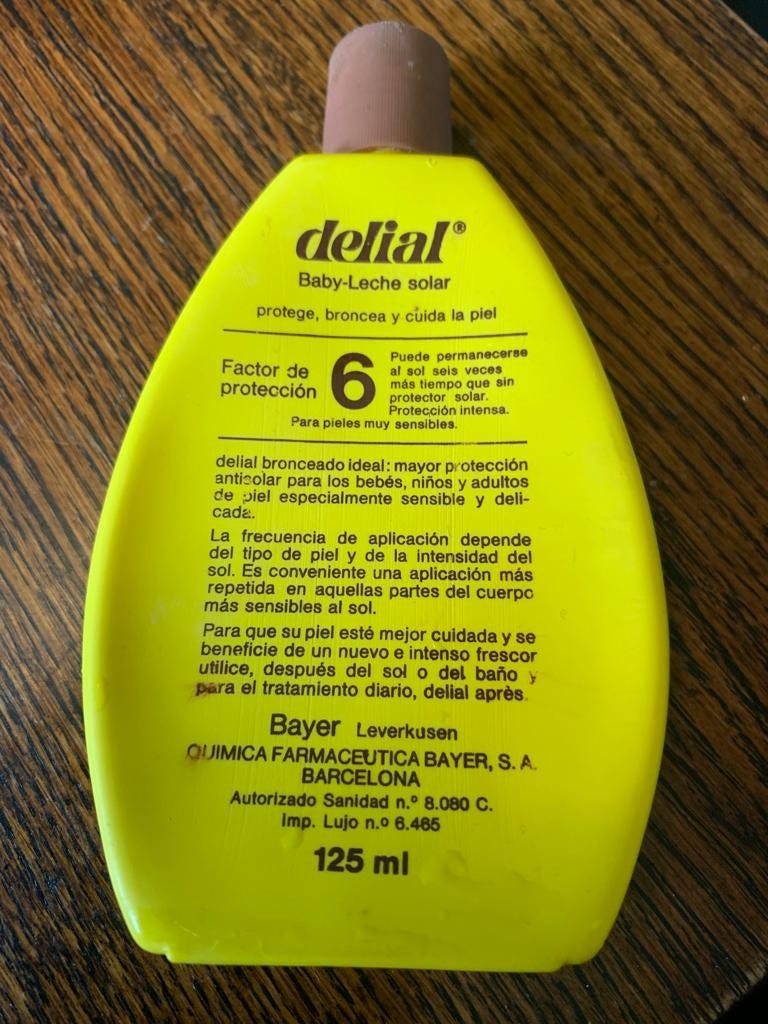 delial®
Baby-Leche solar
protege, broncea y cuida la piel
Factor de
protección
6
Puede permanecerse
al sol seis veces
más tiempo que sin
protector solar.
Protección intensa.
Para pieles muy sensibles.
delial bronceado ideal: mayor protección
antisolar para los bebés, niños y adultos
de piel especialmente sensible y deli-
cada.
La frecuencia de aplicación depende
del tipo de piel y de la intensidad del
sol. Es conveniente una aplicación más
repetida en aquellas partes del cuerpo
más sensibles al sol.
Para que su piel esté mejor cuidada y se
beneficie de un nuevo e intenso frescor
utilice, después del sol o del baño y
para el tratamiento diario, delial après.
Bayer Leverkusen
QUIMICA FARMACEUTICA BAYER, S. A.
BARCELONA
Autorizado Sanidad n.º 8.080 C.
Imp. Lujo n.º 6.465
125 ml